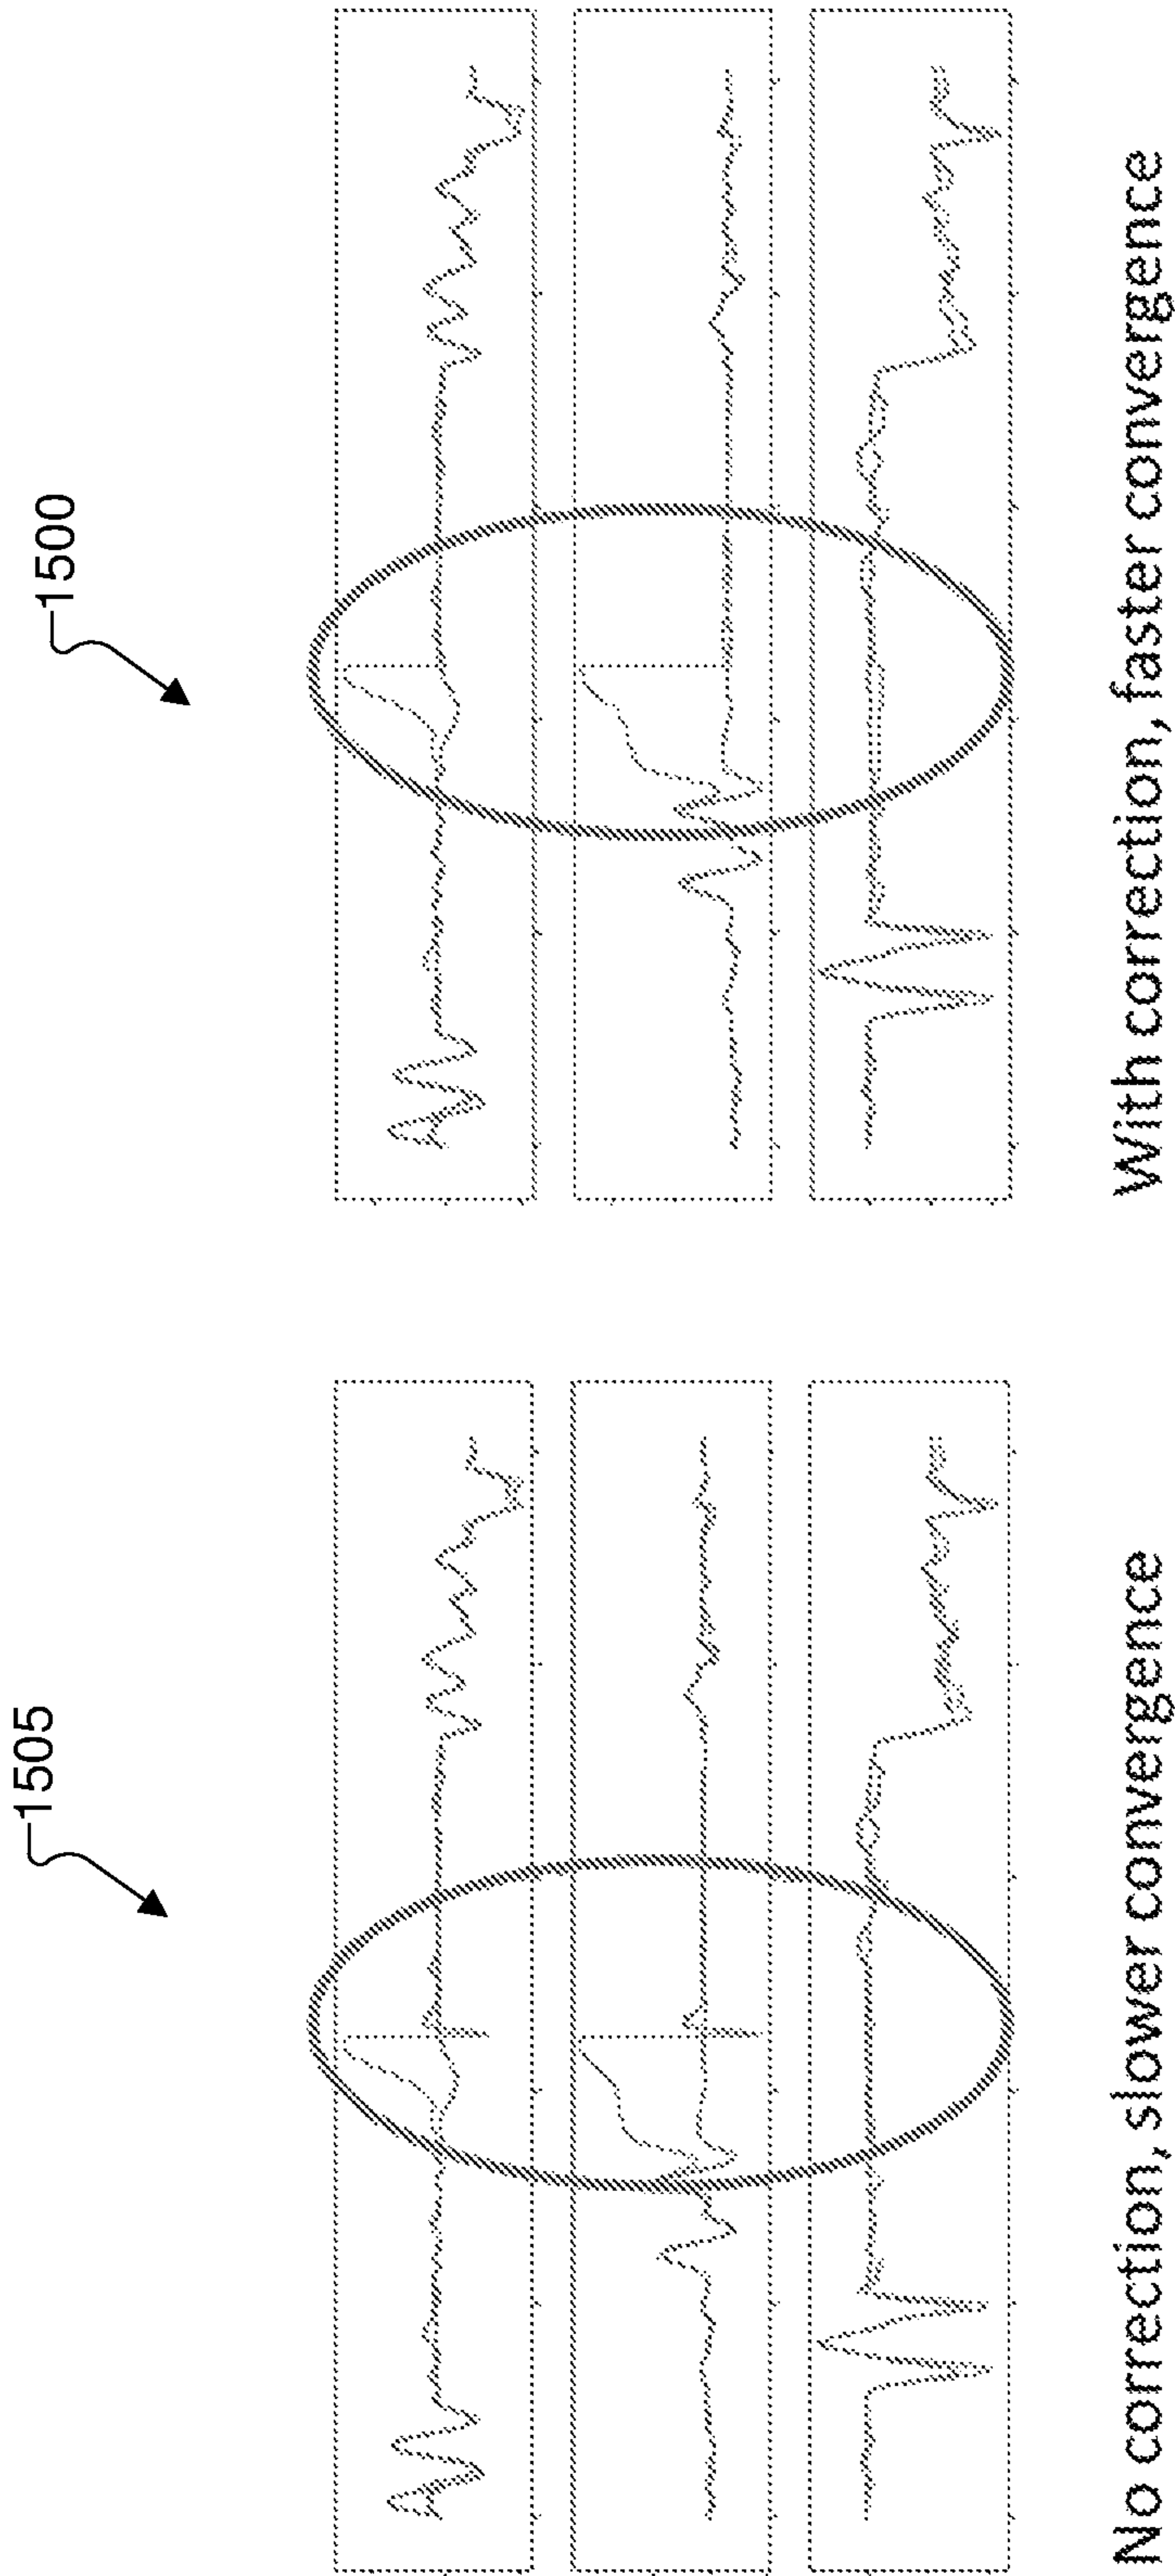 1505
1500
No correction, slower convergence
With correction, faster convergence